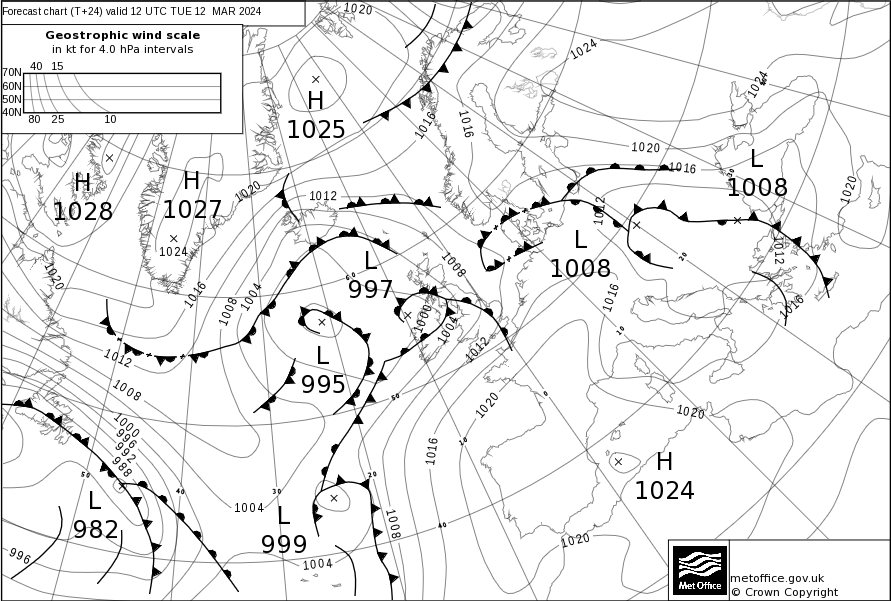 Forecast chart (T+24) valid 12 UTC TUE 12 MAR 2024
Geostrophic wind scale
in kt for 4.0 hPa intervals
40 15
70N
60N
50N
40N
80 25 10
1020
1024
1024
H
1025
1016
1016
1020
1016
L
1008
1020
H
1028
H
1027
1020
1012
1012
1024
L
1008
1012
L
997
1008
1020
1016
1008
1004
1016
1016
1000
1004
1012
1012
L
995
1008
1020
1020
1000
996
992
988
1016
H
1024
L
982
1004
L
999
1008
996
1004
1020
60
50
50
40
30
20
40
10
0
10
20
30
Met Office
metoffice.gov.uk
© Crown Copyright